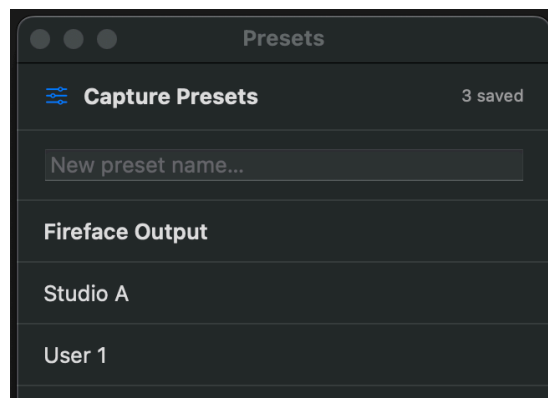 Presets
Capture Presets
3 saved
New preset name...
Fireface Output
Studio A
User 1